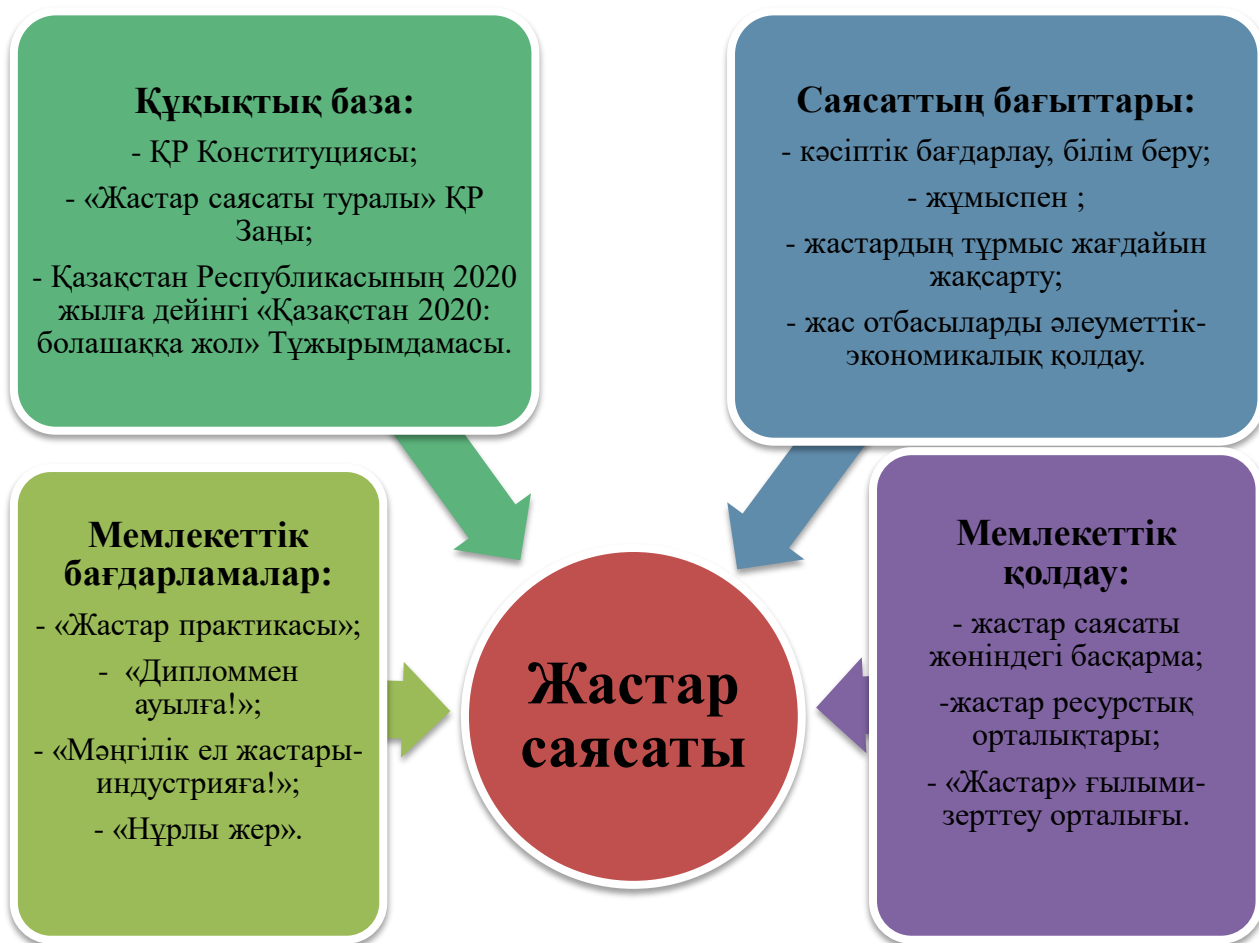 Құқықтық база:
- ҚР Конституциясы;
- «Жастар саясаты туралы» ҚР
Заңы;
- Қазақстан Республикасының 2020
жылға дейінгі «Қазақстан 2020:
болашаққа жол» Тұжырымдамасы.
Саясаттың бағыттары:
- кәсіптік бағдарлау, білім беру;
- жұмыспен ;
- жастардың тұрмыс жағдайын
жақсарту;
- жас отбасыларды әлеуметтік-
экономикалық қолдау.
Мемлекеттік
бағдарламалар:
- «Жастар практикасы»;
- «Дипломмен
ауылға!»;
- «Мәңгілік ел жастары-
индустрияға!»;
- «Нұрлы жер».
Жастар
саясаты
Мемлекеттік
қолдау:
- жастар саясаты
жөніндегі басқарма;
-жастар ресурстық
орталықтары;
- «Жастар» ғылыми-
зерттеу орталығы.